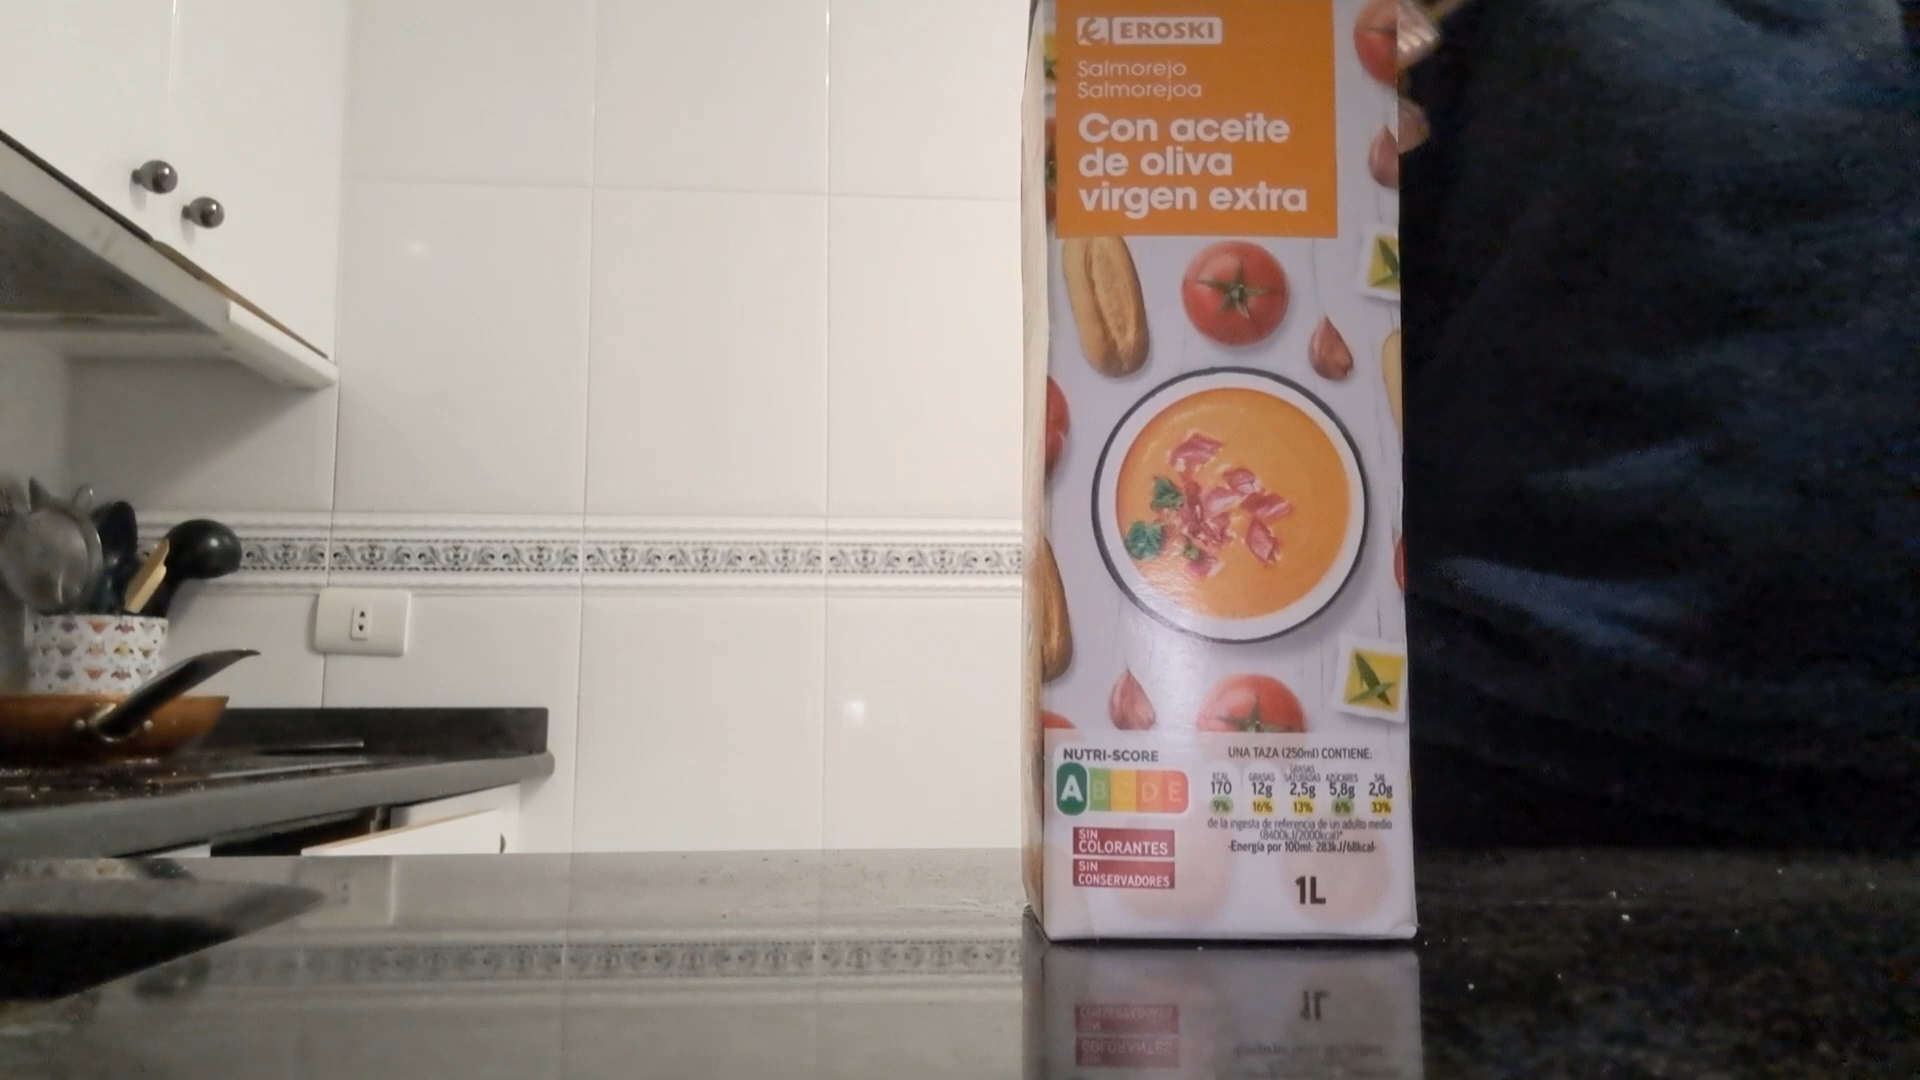 EROSKI
Salmorejo
Salmorejoa
Con aceite
de oliva
virgen extra
NUTRI-SCORE
A B C D E
SIN
COLORANTES
SIN
CONSERVADORES
UNA TAZA (250ml) CONTIENE:
KCAL GRASAS GRASAS SATURADAS AZÚCARES SAL
170 12g 2,5g 5,8g 2,0g
9% 16% 13% 6% 33%
de la ingesta de referencia de un adulto medio
(8400kJ/2000kcal)*
Energía por 100ml: 283kJ/68kcal
1L